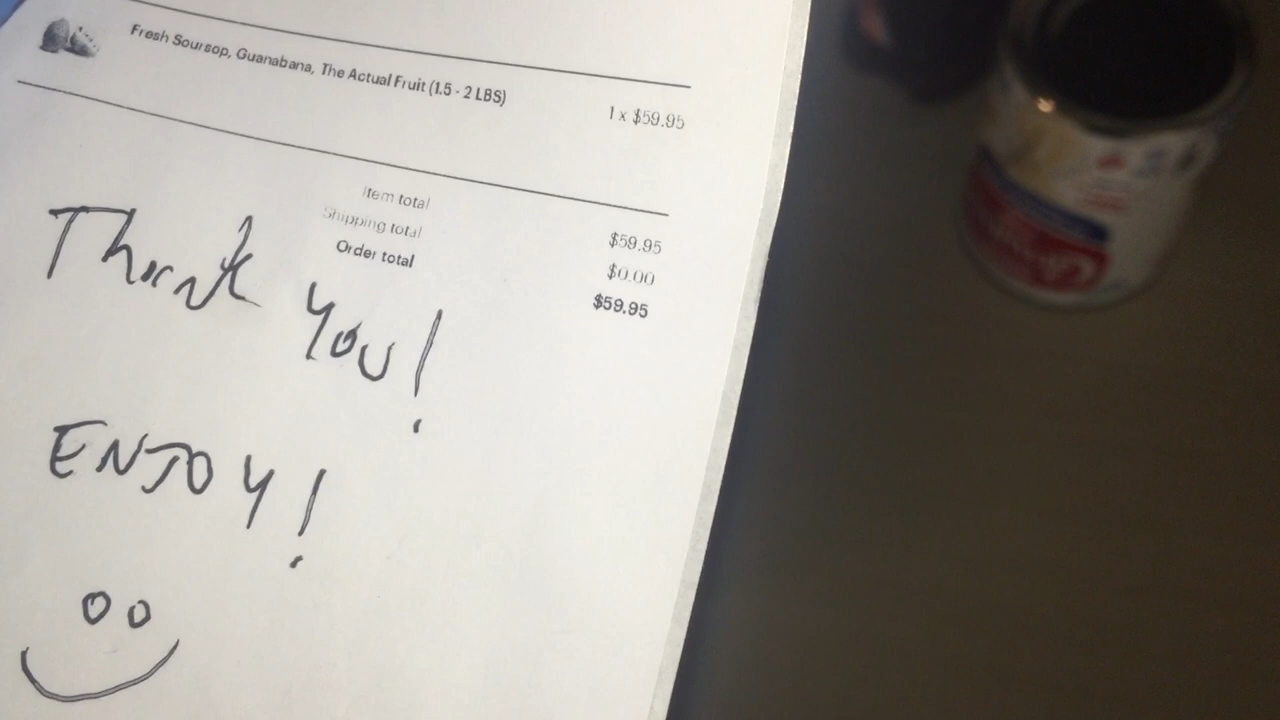 Fresh Soursop, Guanabana, The Actual Fruit (1.5 - 2 LBS)
1 x $59.95
Item total $59.95
Shipping total $0.00
Order total $59.95
Thank You!
ENJOY!